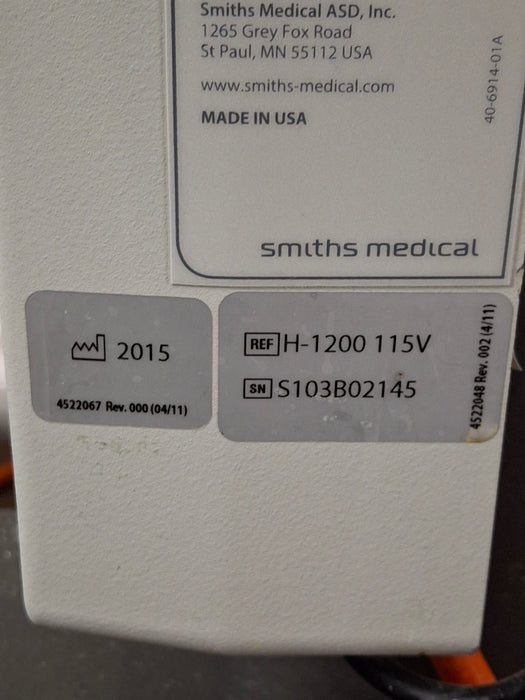 Smiths Medical ASD, Inc.
1265 Grey Fox Road
St Paul, MN 55112 USA
www.smiths-medical.com
MADE IN USA
40-6914-01A
smiths medical
2015
4522067 Rev. 000 (04/11)
REF H-1200 115V
SN S103B02145
4522048 Rev. 002 (4/11)